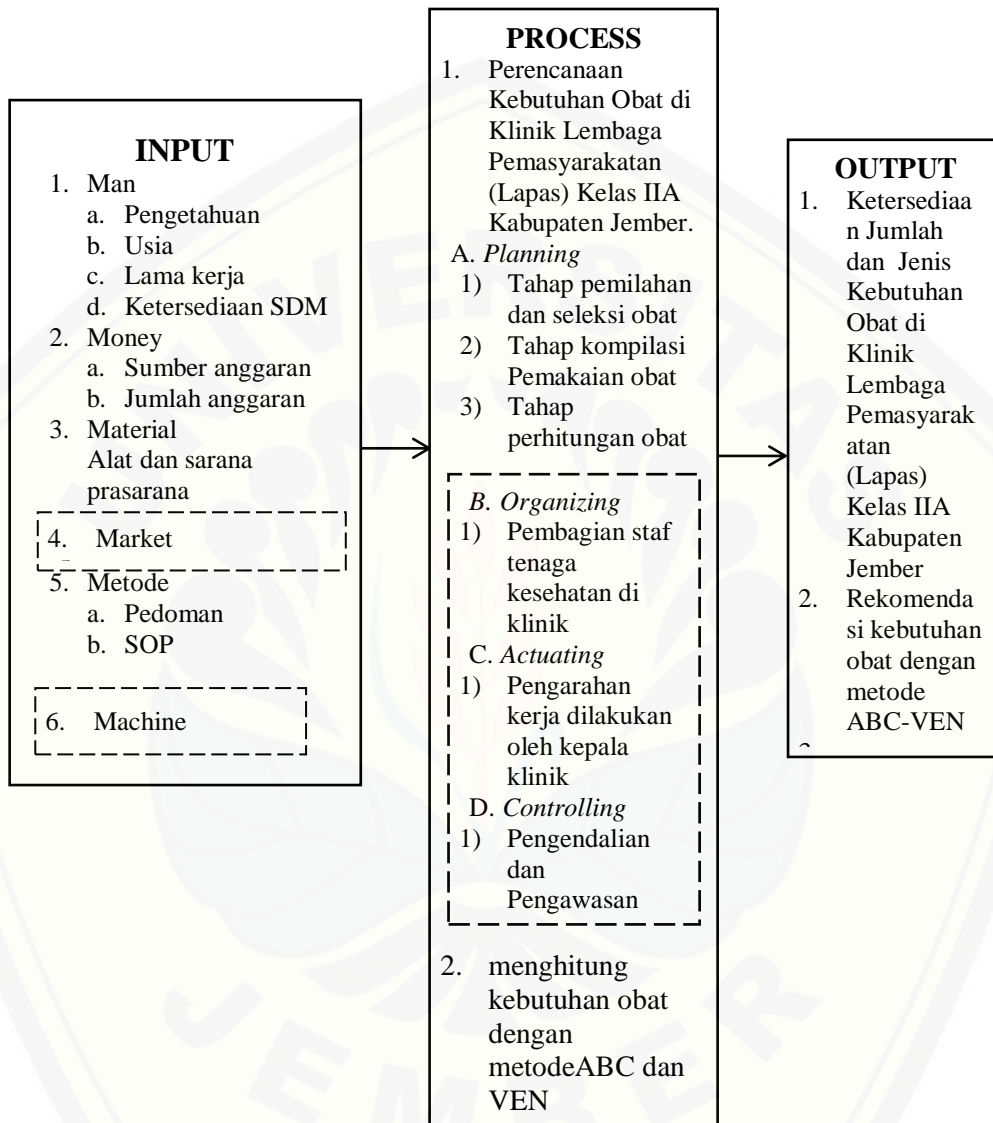 INPUT
1. Man
a. Pengetahuan
b. Usia
c. Lama kerja
d. Ketersediaan SDM
2. Money
a. Sumber anggaran
b. Jumlah anggaran
3. Material
Alat dan sarana
prasarana
4. Market
5. Metode
a. Pedoman
b. SOP
6. Machine
PROCESS
1. Perencanaan
Kebutuhan Obat di
Klinik Lembaga
Pemasyarakatan
(Lapas) Kelas IIA
Kabupaten Jember.
A. Planning
1) Tahap pemilahan
dan seleksi obat
2) Tahap kompilasi
Pemakaian obat
3) Tahap
perhitungan obat
B. Organizing
1) Pembagian staf
tenaga
kesehatan di
klinik
C. Actuating
1) Pengarahan
kerja dilakukan
oleh kepala
klinik
D. Controlling
1) Pengendalian
dan
Pengawasan
2. menghitung
kebutuhan obat
dengan
metodeABC dan
VEN
OUTPUT
1. Ketersediaa
n Jumlah
dan Jenis
Kebutuhan
Obat di
Klinik
Lembaga
Pemasyarak
atan
(Lapas)
Kelas IIA
Kabupaten
Jember
2. Rekomenda
si kebutuhan
obat dengan
metode
ABC-VEN
UNIVERSITAS
JEMBER